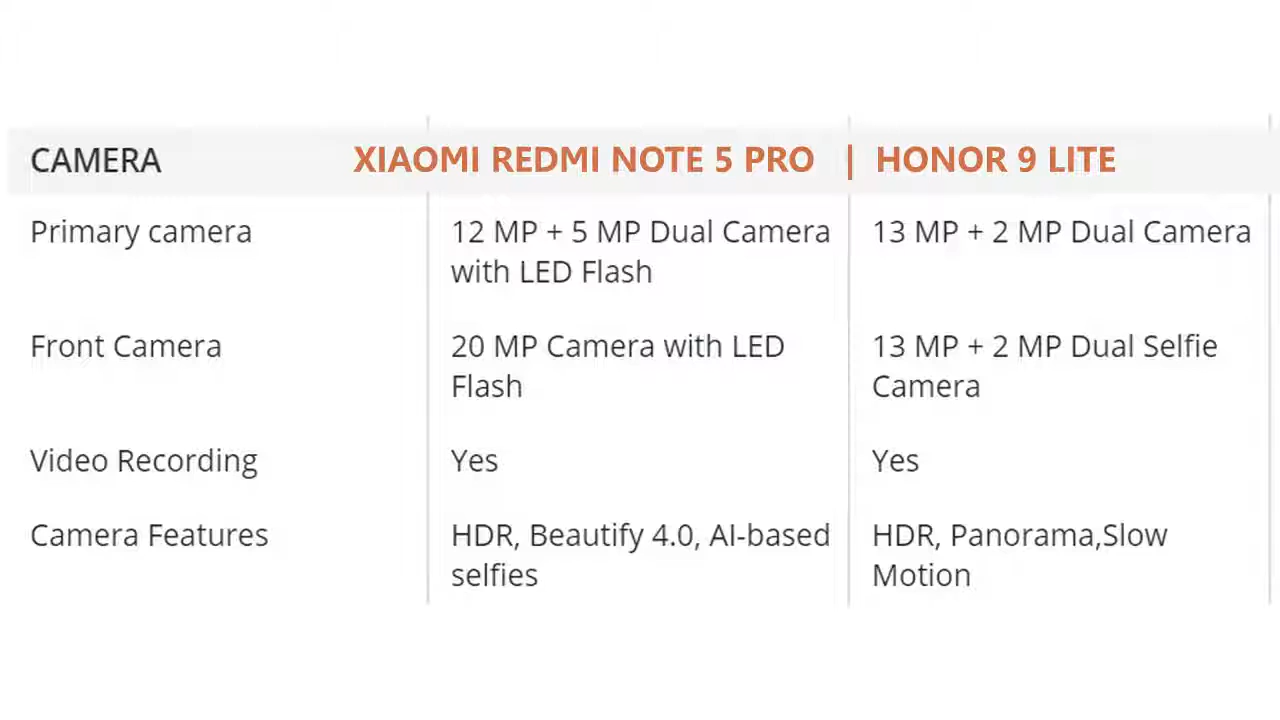 CAMERA XIAOMI REDMI NOTE 5 PRO | HONOR 9 LITE
Primary camera 12 MP + 5 MP Dual Camera 13 MP + 2 MP Dual Camera
with LED Flash
Front Camera 20 MP Camera with LED 13 MP + 2 MP Dual Selfie
Flash Camera
Video Recording Yes Yes
Camera Features HDR, Beautify 4.0, AI-based HDR, Panorama,Slow
selfies Motion